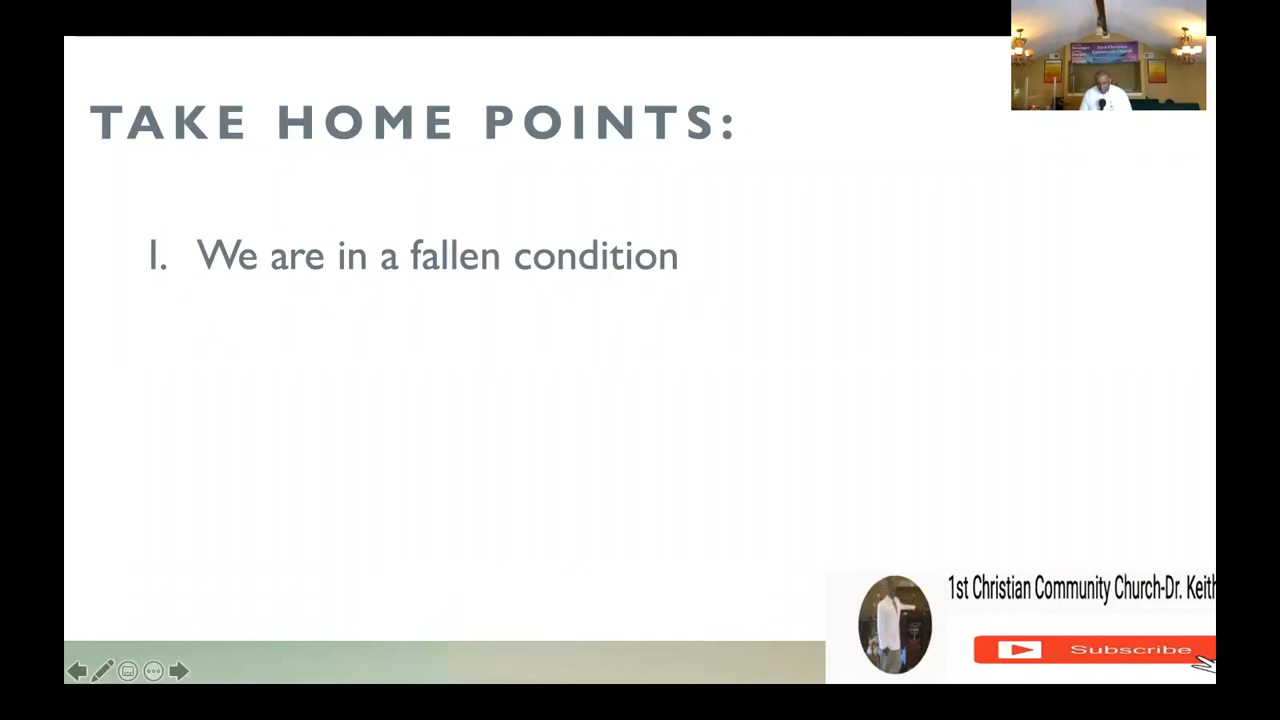 TAKE HOME POINTS:
1. We are in a fallen condition
1st Christian Community Church-Dr. Keith
Subscribe